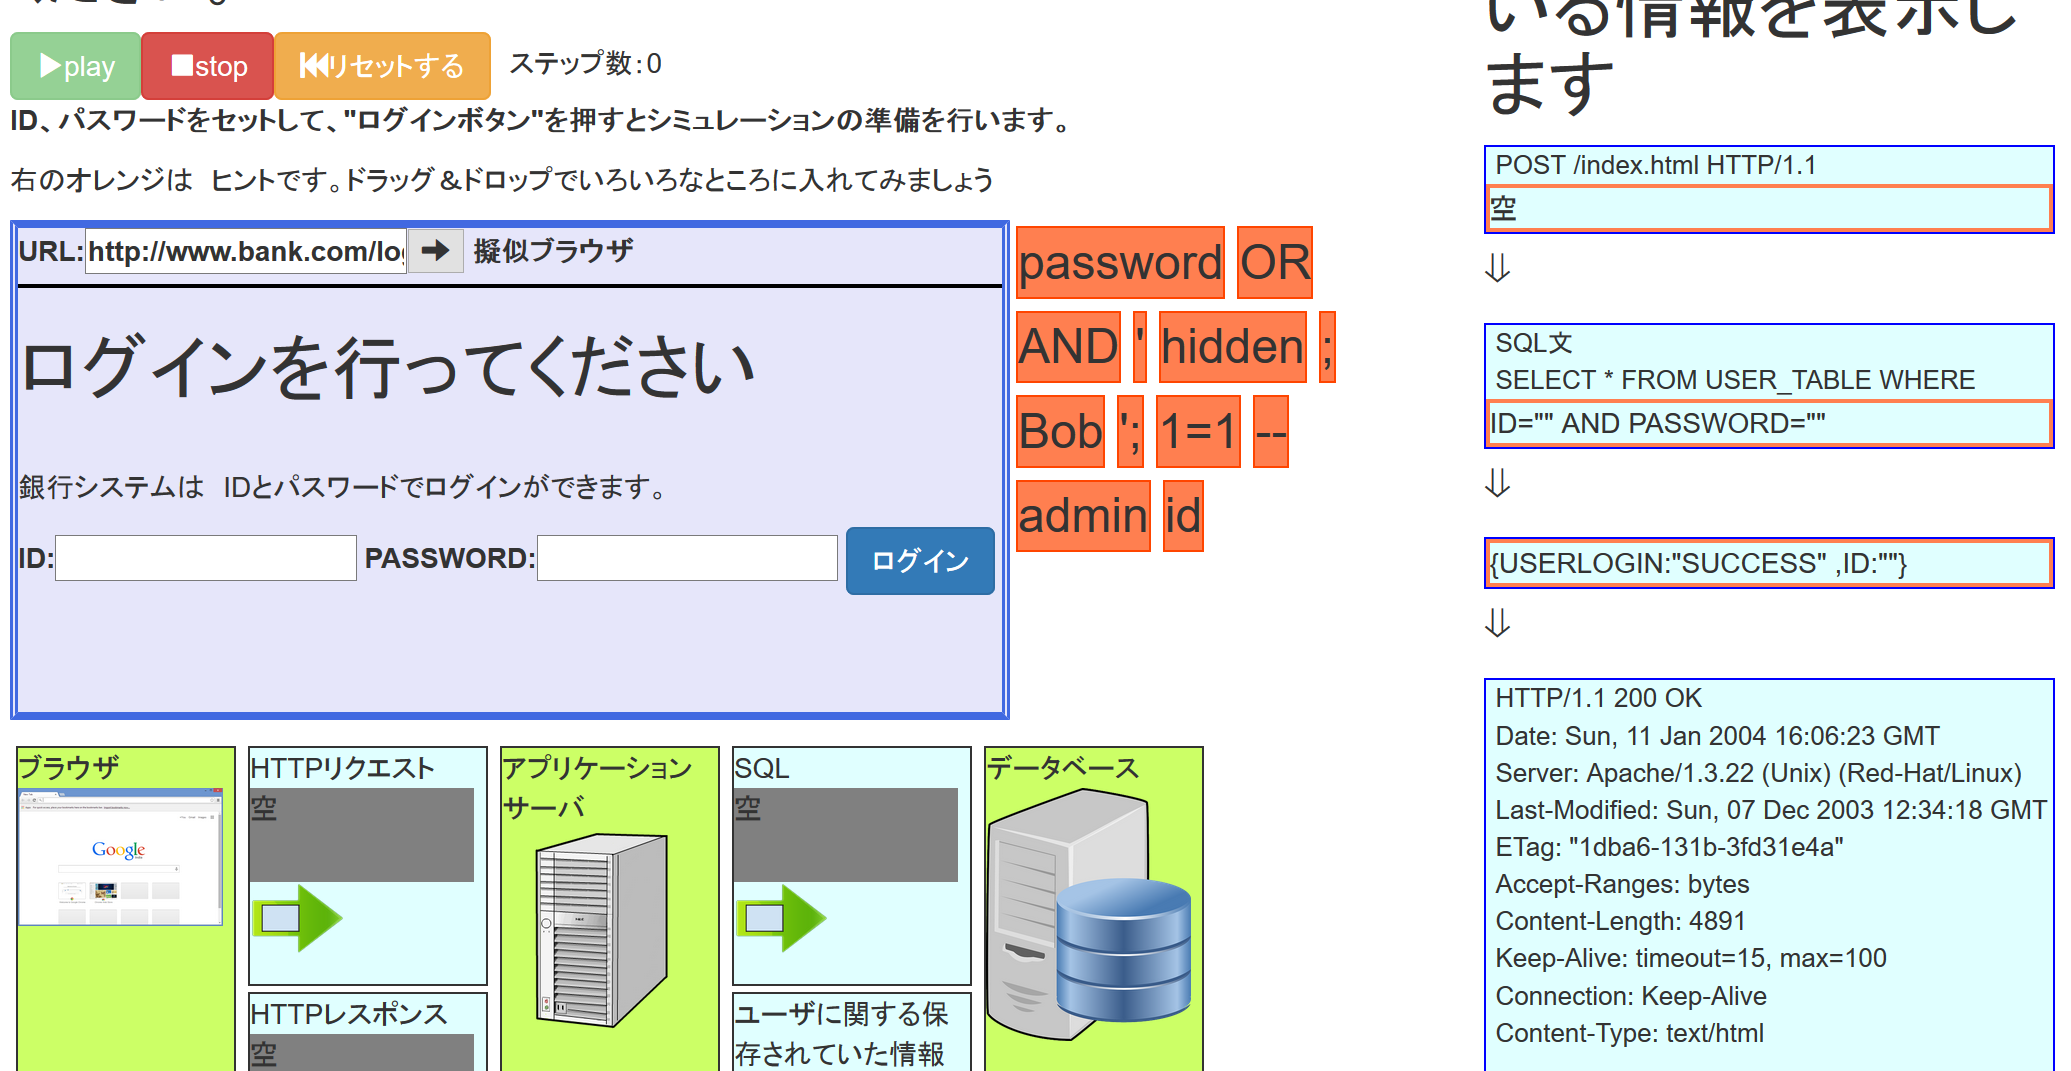 play stop リセットする ステップ数:0
ID、パスワードをセットして、"ログインボタン"を押すとシミュレーションの準備を行います。
右のオレンジは　ヒントです。ドラッグ＆ドロップでいろいろなところに入れてみましょう
URL: http://www.bank.com/lo 擬似ブラウザ
ログインを行ってください
銀行システムは　IDとパスワードでログインができます。
ID: PASSWORD: ログイン
password OR
AND ' hidden ;
Bob '; 1=1 --
admin id
ブラウザ
Google
HTTPリクエスト
空
HTTPレスポンス
空
アプリケーション
サーバ
SQL
空
ユーザに関する保
存されていた情報
データベース
いる情報を表示し
ます
POST /index.html HTTP/1.1
空
⇓
SQL文
SELECT * FROM USER_TABLE WHERE
ID="" AND PASSWORD=""
⇓
{USERLOGIN:"SUCCESS" ,ID:""}
⇓
HTTP/1.1 200 OK
Date: Sun, 11 Jan 2004 16:06:23 GMT
Server: Apache/1.3.22 (Unix) (Red-Hat/Linux)
Last-Modified: Sun, 07 Dec 2003 12:34:18 GMT
ETag: "1dba6-131b-3fd31e4a"
Accept-Ranges: bytes
Content-Length: 4891
Keep-Alive: timeout=15, max=100
Connection: Keep-Alive
Content-Type: text/html